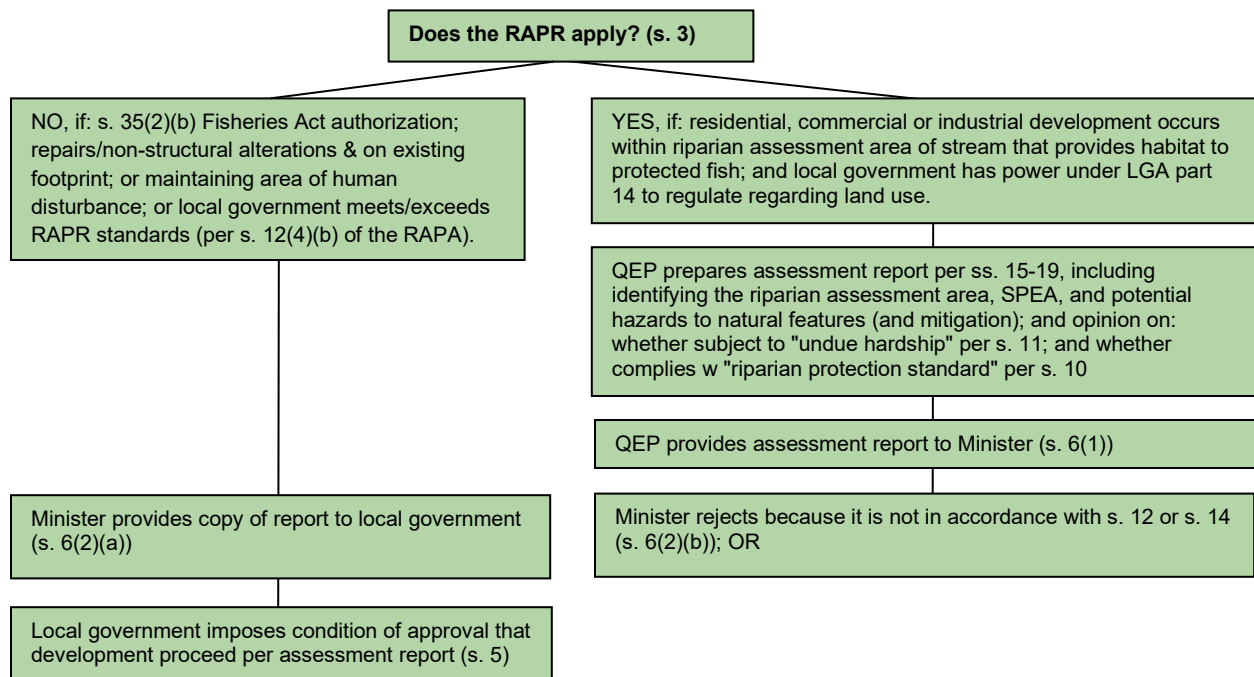 Does the RAPR apply? (s. 3)
NO, if: s. 35(2)(b) Fisheries Act authorization;
repairs/non-structural alterations & on existing
footprint; or maintaining area of human
disturbance; or local government meets/exceeds
RAPR standards (per s. 12(4)(b) of the RAPA).
YES, if: residential, commercial or industrial development occurs
within riparian assessment area of stream that provides habitat to
protected fish; and local government has power under LGA part
14 to regulate regarding land use.
QEP prepares assessment report per ss. 15-19, including
identifying the riparian assessment area, SPEA, and potential
hazards to natural features (and mitigation); and opinion on:
whether subject to "undue hardship" per s. 11; and whether
complies w "riparian protection standard" per s. 10
QEP provides assessment report to Minister (s. 6(1))
Minister provides copy of report to local government
(s. 6(2)(a))
Minister rejects because it is not in accordance with s. 12 or s. 14
(s. 6(2)(b)); OR
Local government imposes condition of approval that
development proceed per assessment report (s. 5)